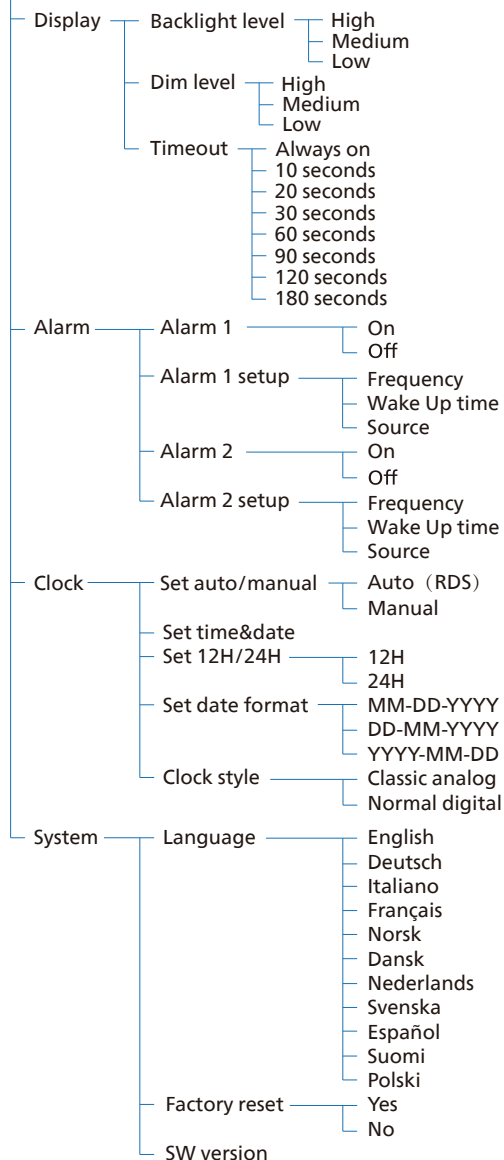 Display Backlight level High
Medium
Low
Dim level High
Medium
Low
Timeout Always on
10 seconds
20 seconds
30 seconds
60 seconds
90 seconds
120 seconds
180 seconds
Alarm Alarm 1 On
Off
Alarm 1 setup Frequency
Wake Up time
Source
Alarm 2 On
Off
Alarm 2 setup Frequency
Wake Up time
Source
Clock Set auto/manual Auto（RDS）
Manual
Set time&date
Set 12H/24H 12H
24H
Set date format MM-DD-YYYY
DD-MM-YYYY
YYYY-MM-DD
Clock style Classic analog
Normal digital
System Language English
Deutsch
Italiano
Français
Norsk
Dansk
Nederlands
Svenska
Español
Suomi
Polski
Factory reset Yes
No
SW version